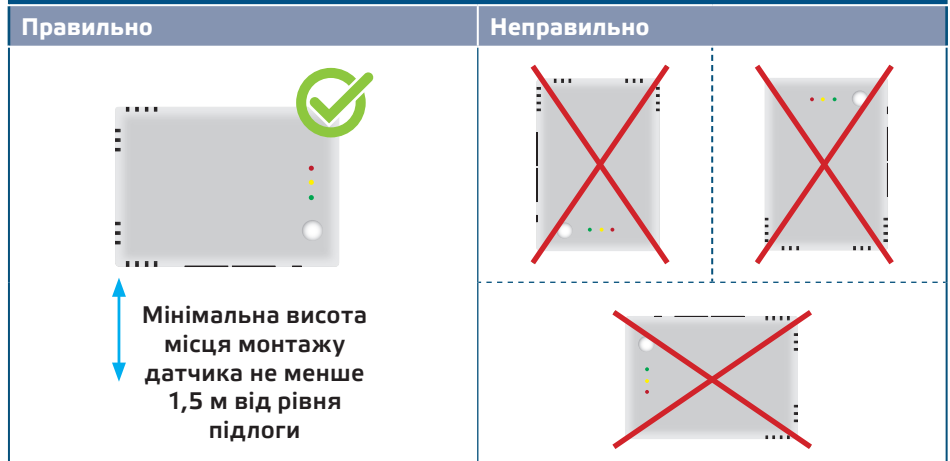 Правильно
Неправильно
Мінімальна висота
місця монтажу
датчика не менше
1,5 м від рівня
підлоги